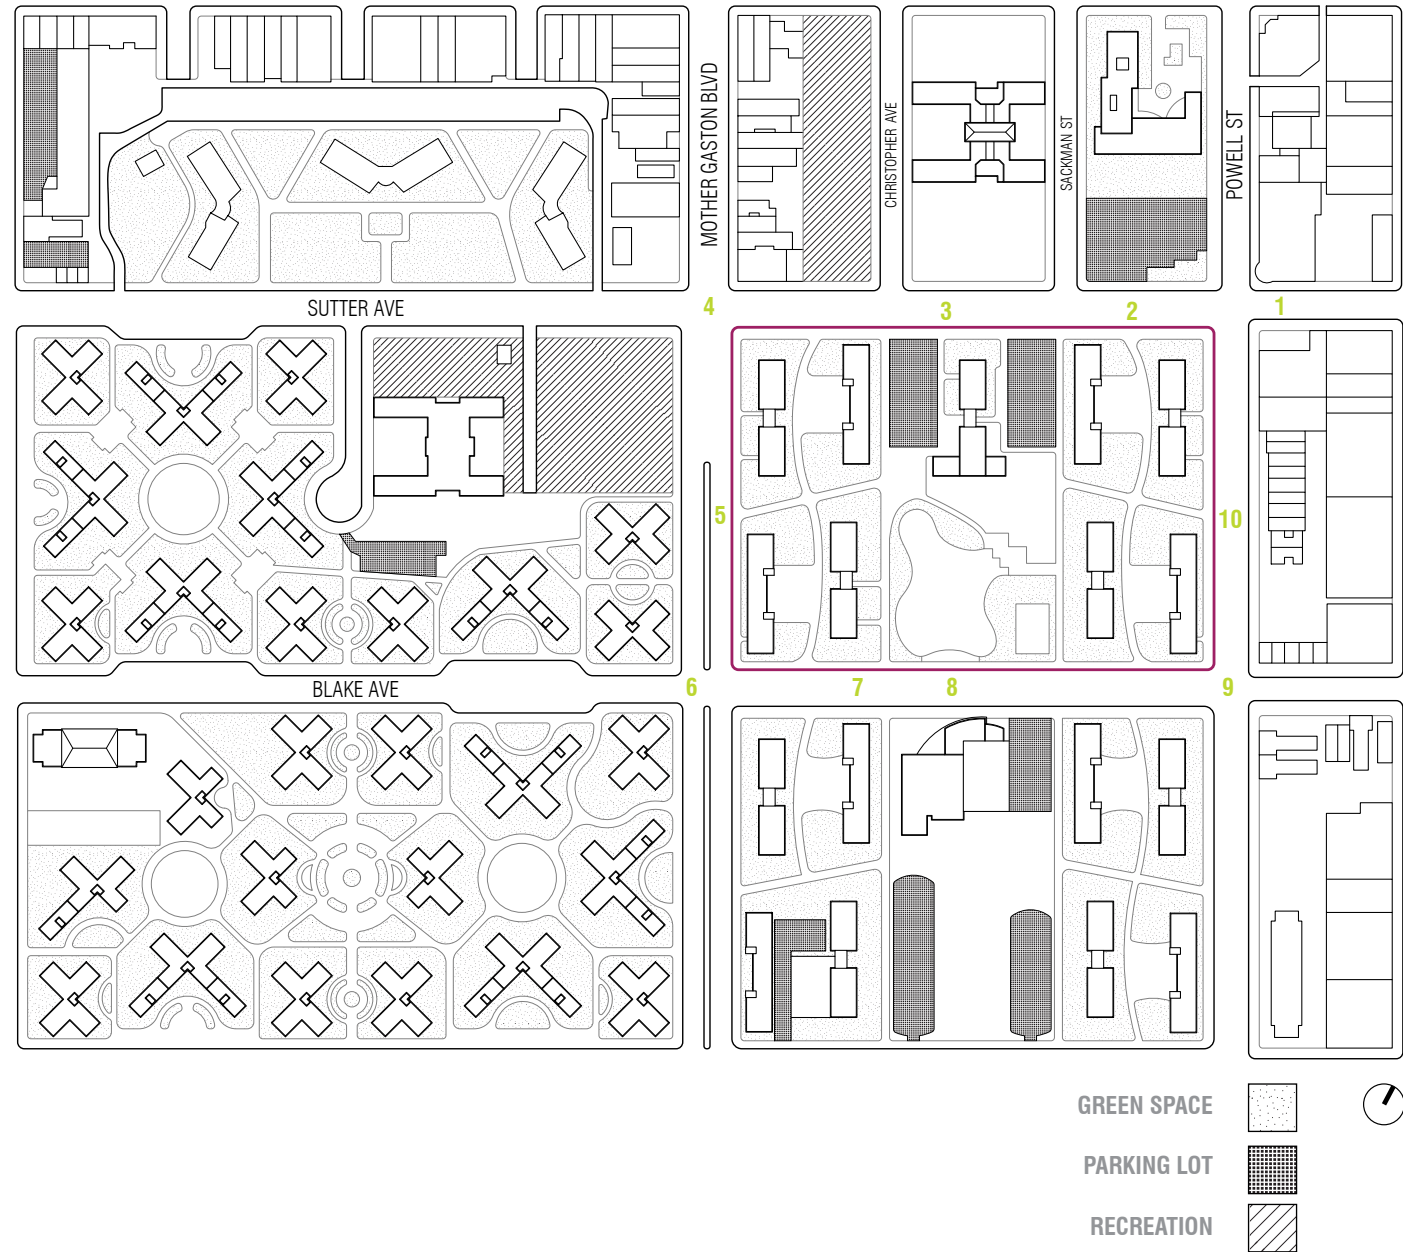 MOTHER GASTON BLVD
CHRISTOPHER AVE
SACKMAN ST
POWELL ST
SUTTER AVE
4
3
2
1
5
10
BLAKE AVE
6
7
8
9
GREEN SPACE
PARKING LOT
RECREATION